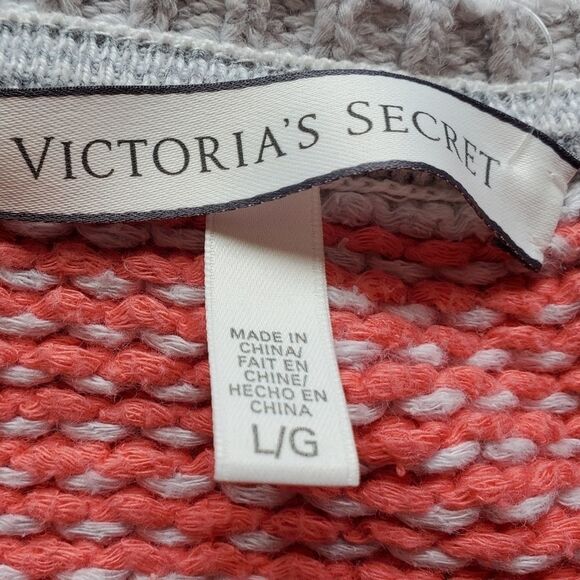 VICTORIA'S SECRET
MADE IN
CHINA/
FAIT EN
CHINE/
HECHO EN
CHINA
L/G